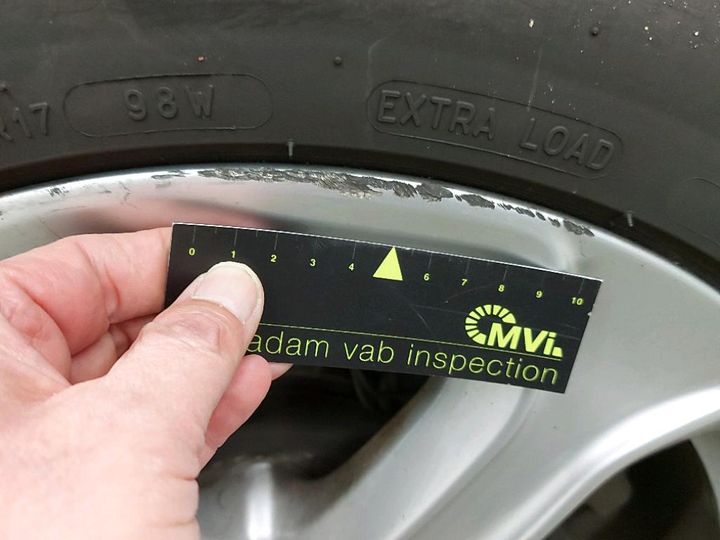 R17 98W EXTRA LOAD
0 1 2 3 4 6 7 8 9 10
MVi
adam vab inspection